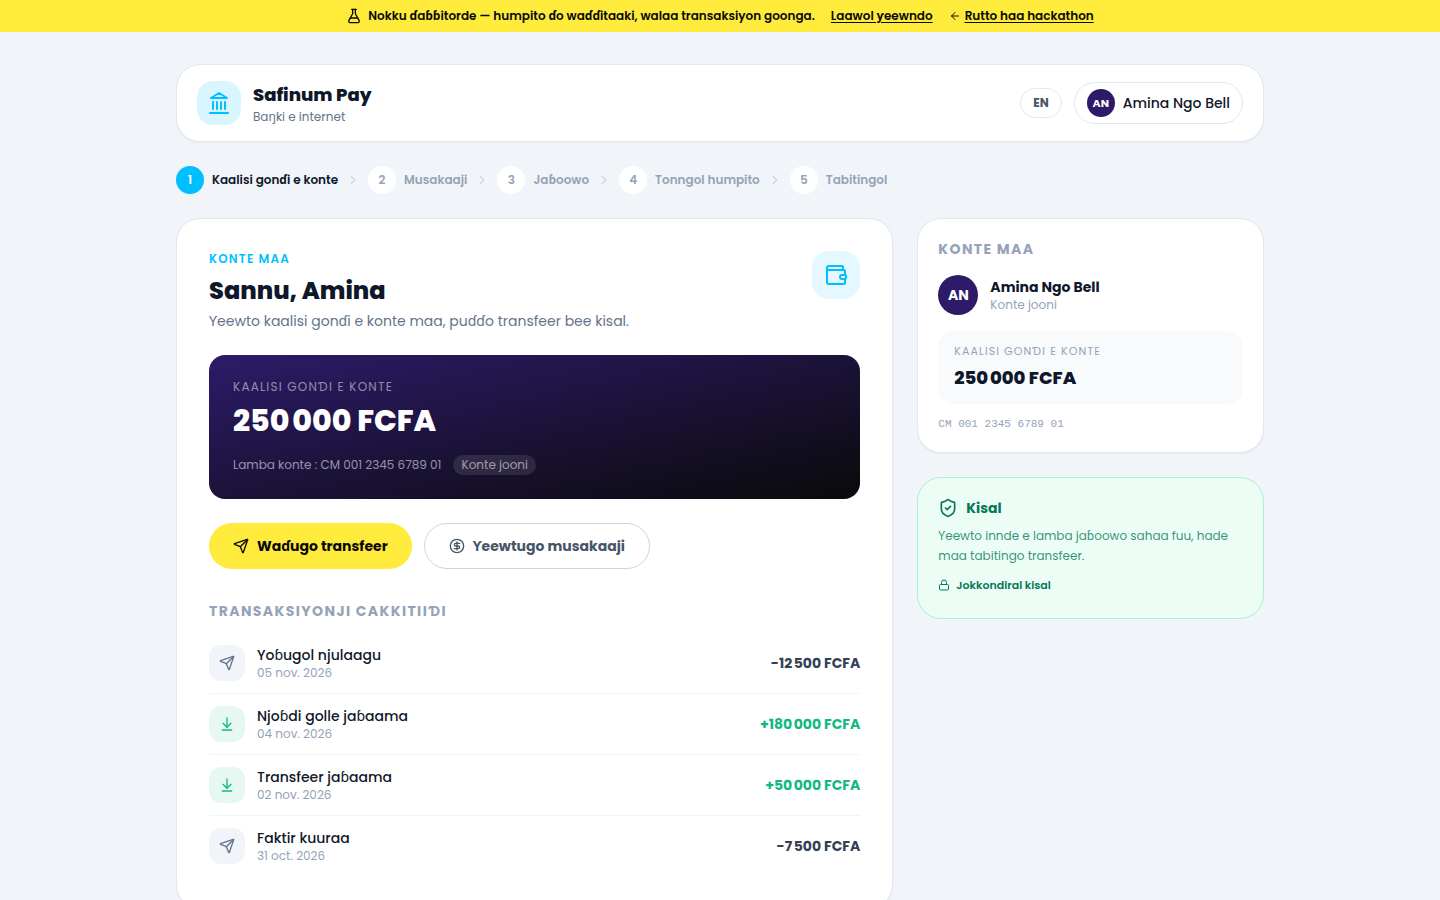 Nokku ɗaɓɓitorde — humpito ɗo waɗɗitaaki, walaa transaksiyon goonga. Laawol yeewndo ← Rutto haa hackathon
Safinum Pay
Baŋki e internet
EN
AN Amina Ngo Bell
1 Kaalisi gonɗi e konte > 2 Musakaaji > 3 Jaɓoowo > 4 Tonngol humpito > 5 Tabitingol
KONTE MAA
Sannu, Amina
Yeewto kaalisi gonɗi e konte maa, puɗɗo transfeer bee kisal.
KAALISI GONƊI E KONTE
250 000 FCFA
Lamba konte : CM 001 2345 6789 01 Konte jooni
Waɗugo transfeer
Yeewtugo musakaaji
TRANSAKSIYONJI CAKKITIIƊI
Yoɓugol njulaagu
05 nov. 2026
-12 500 FCFA
Njoɓdi golle jaɓaama
04 nov. 2026
+180 000 FCFA
Transfeer jaɓaama
02 nov. 2026
+50 000 FCFA
Faktir kuuraa
31 oct. 2026
-7 500 FCFA
KONTE MAA
AN
Amina Ngo Bell
Konte jooni
KAALISI GONƊI E KONTE
250 000 FCFA
CM 001 2345 6789 01
Kisal
Yeewto innde e lamba jaɓoowo sahaa fuu, hade
maa tabitingo transfeer.
Jokkondiral kisal